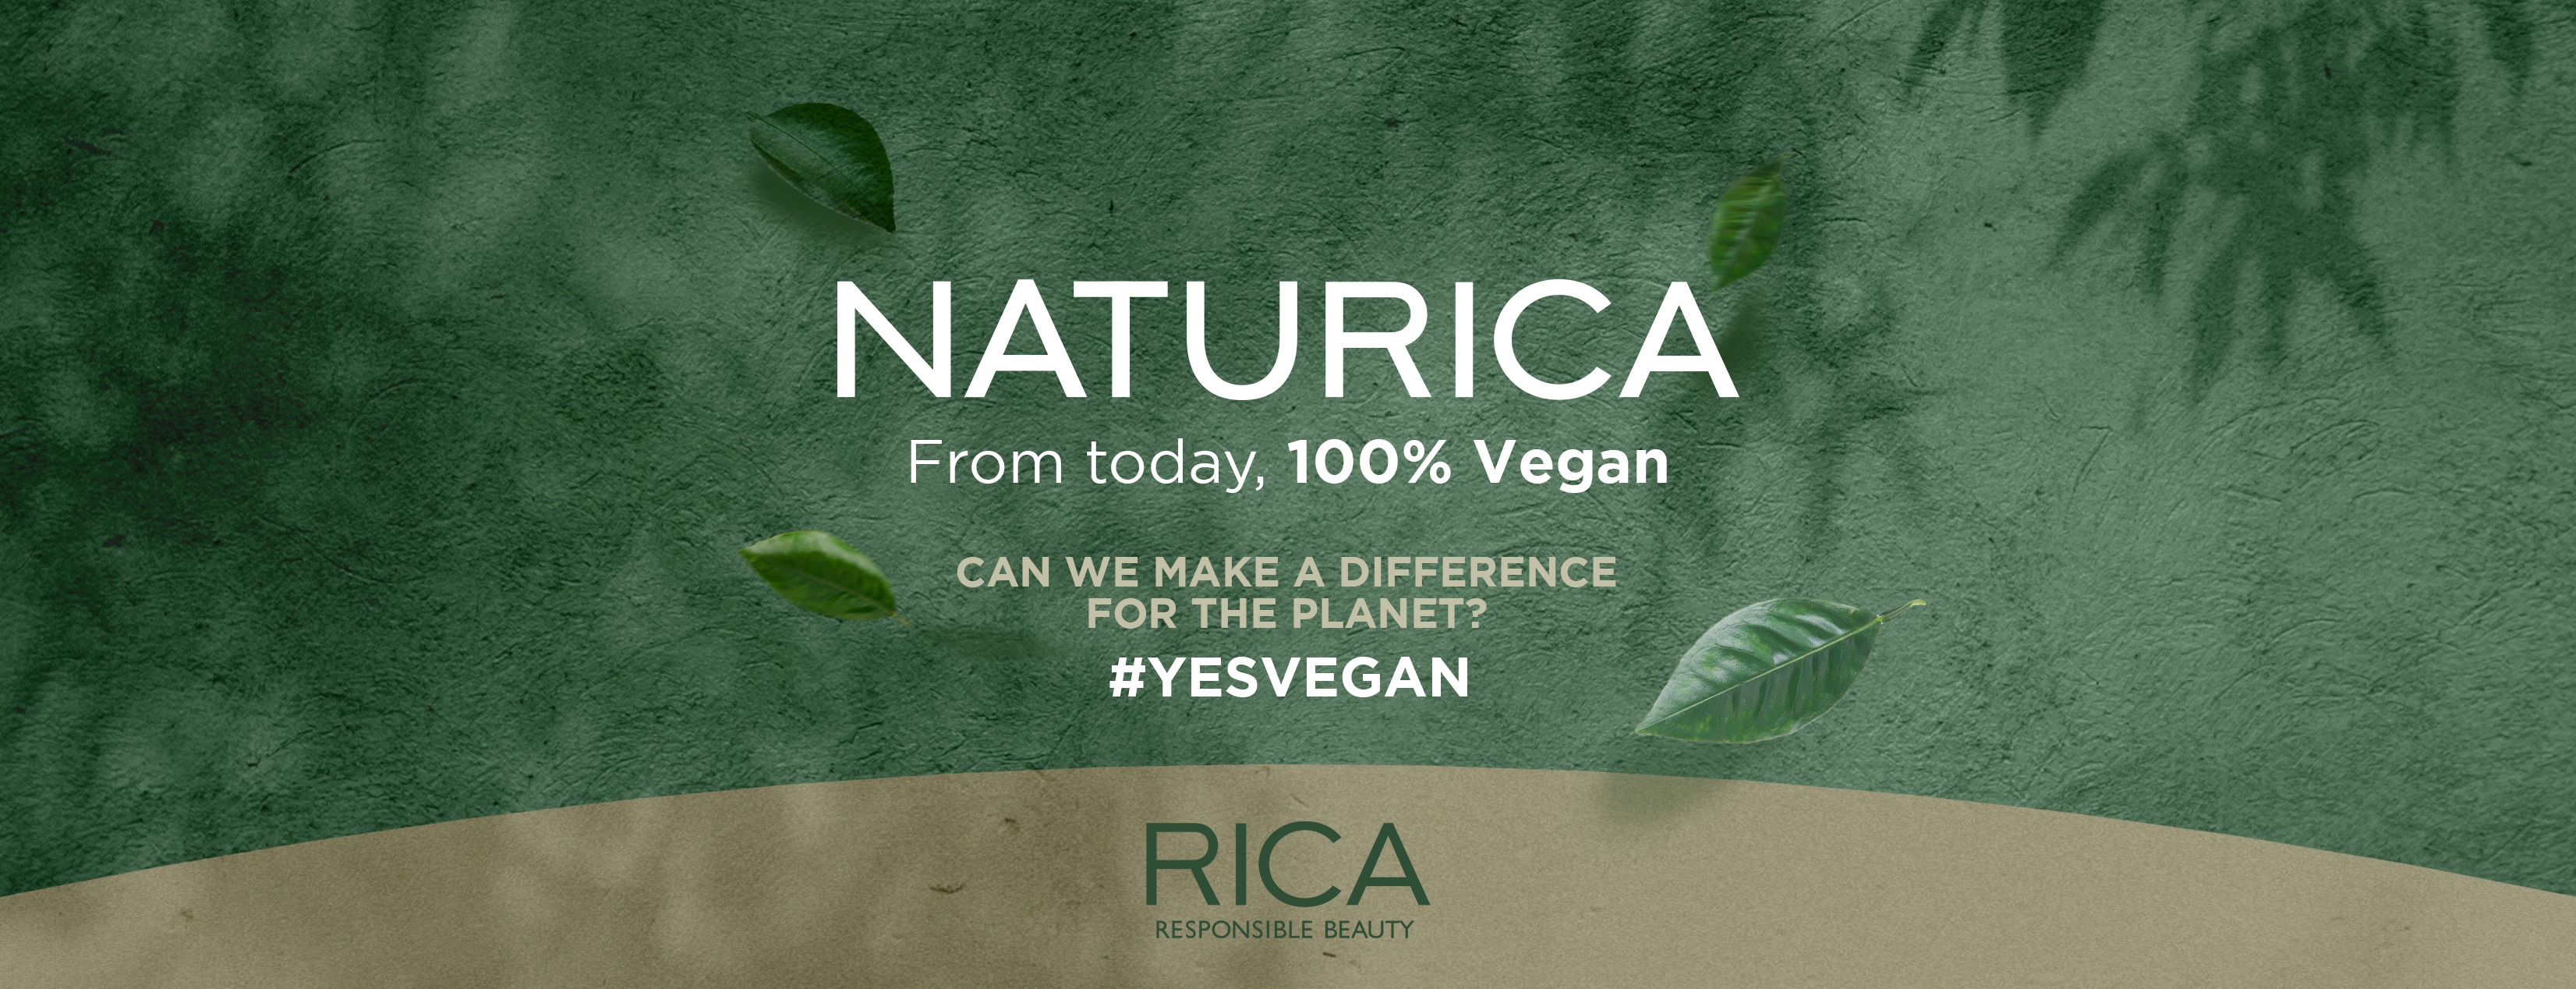 NATURICA
From today, 100% Vegan
CAN WE MAKE A DIFFERENCE
FOR THE PLANET?
#YESVEGAN
RICA
RESPONSIBLE BEAUTY